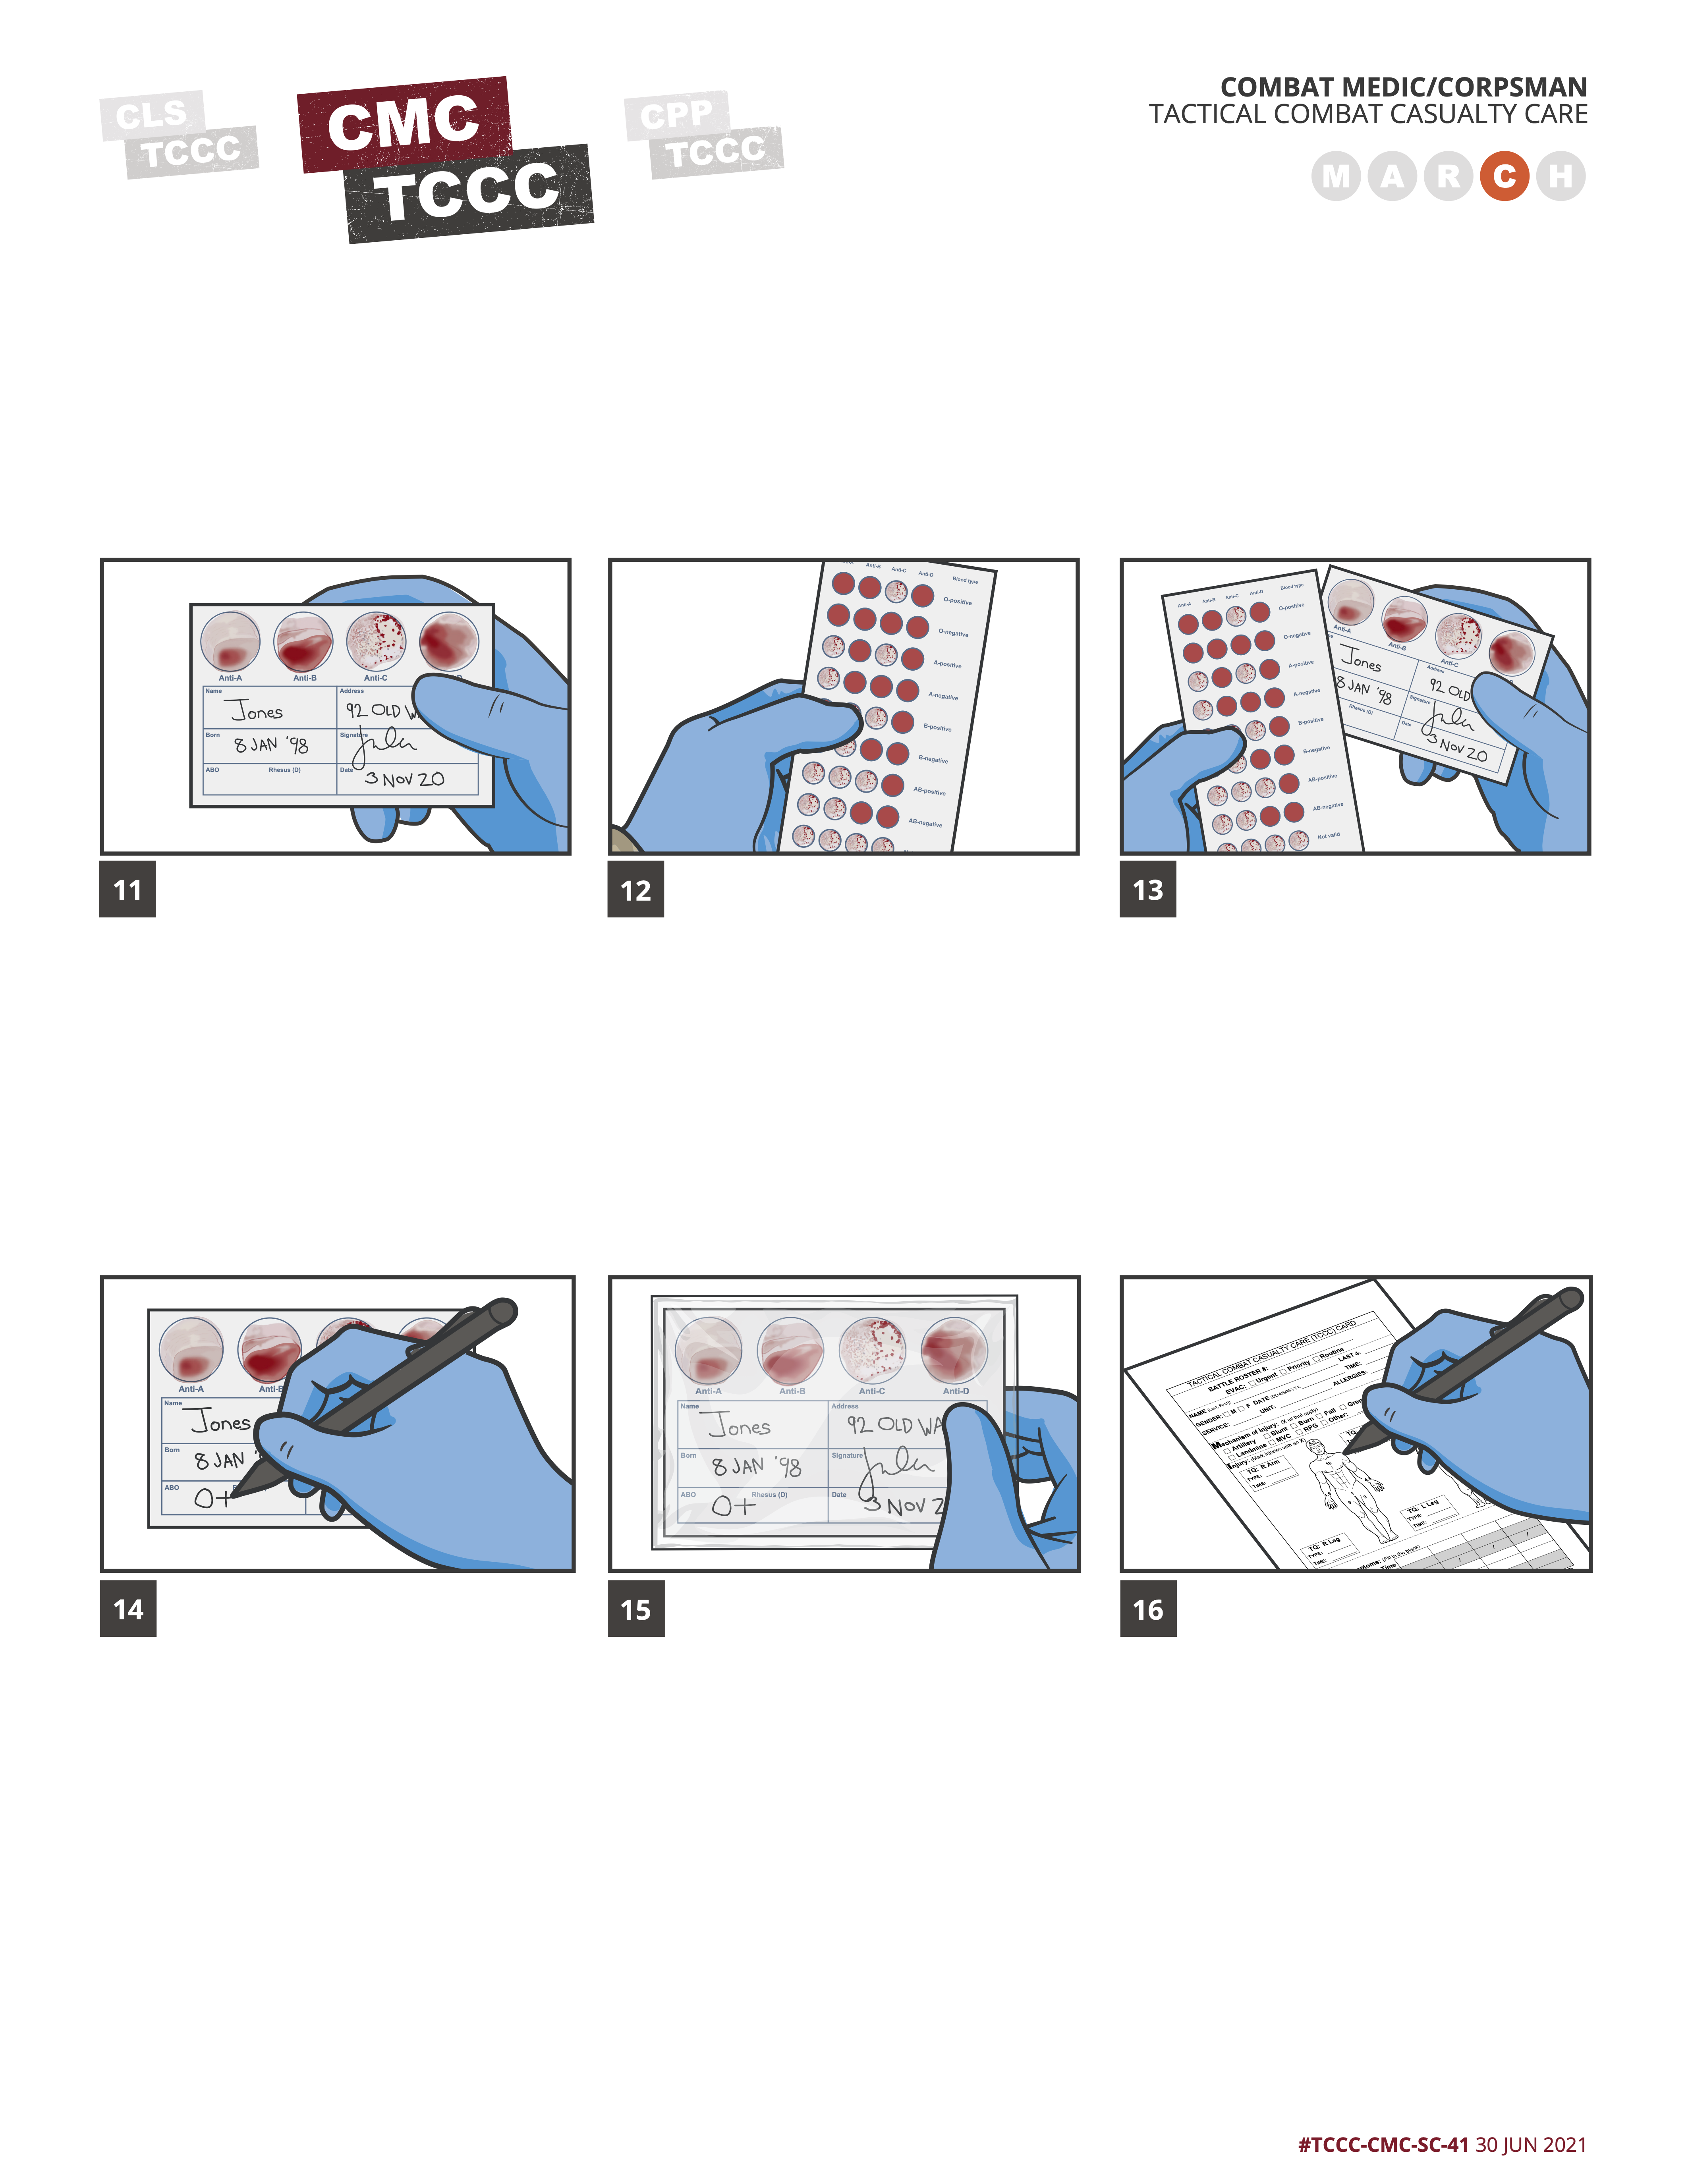 CLS
TCCC
CMC
TCCC
CPP
TCCC
COMBAT MEDIC/CORPSMAN
TACTICAL COMBAT CASUALTY CARE
M A R C H
Anti-A Anti-B Anti-C
Name Address
Jones 92 OLD
Born Signature
8 JAN '98
ABO Rhesus (D) Date
3 NOV 20
11
Anti-B Anti-C Anti-D Blood type
O-positive
O-negative
A-positive
A-negative
B-positive
B-negative
AB-positive
AB-negative
12
Anti-A Anti-B Anti-C Anti-D Blood type
O-positive
O-negative
A-positive
A-negative
B-positive
B-negative
AB-positive
AB-negative
Not valid
Anti-A Anti-B Anti-C
Address
Jones 92 OLD
Signature
8 JAN '98
Rhesus (D) Date
3 NOV 20
13
Anti-A
Name
Jones
Born
8 JAN
ABO
O+
14
Anti-A Anti-B Anti-C Anti-D
Name Address
Jones 92 OLD WA
Born Signature
8 JAN '98
ABO Rhesus (D) Date
O+ 3 NOV 2
15
TACTICAL COMBAT CASUALTY CARE (TCCC) CARD
BATTLE ROSTER #:
EVAC: Urgent Priority Routine
NAME (Last, First): LAST 4:
GENDER: M F DATE (DD-MMM-YY): TIME:
SERVICE: UNIT: ALLERGIES:
Mechanism of Injury: (X all that apply)
Artillery Blunt Burn Fall
Landmine MVC RPG Other:
Injury: (Mark injuries with an X)
TQ: R Arm
TYPE:
TIME:
TQ: L Leg
TYPE:
TIME:
TQ: R Leg
TYPE:
TIME:
(Fill in the blank)
Time
16
#TCCC-CMC-SC-41 30 JUN 2021